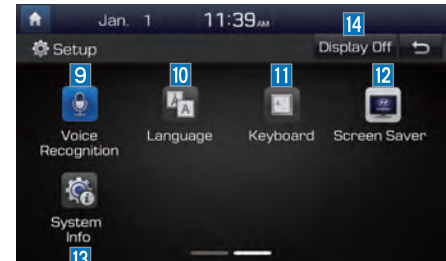 Jan. 1 11:39AM
14
Setup Display Off
9 10 11 12
Voice Recognition Language Keyboard Screen Saver
System
Info
13